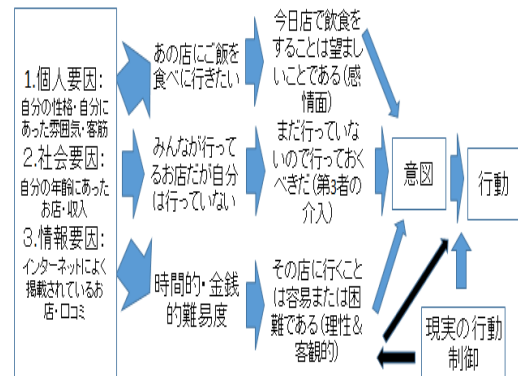 1.個人要因:
自分の性格・自分に
あった雰囲気・客筋
2.社会要因:
自分の年齢にあった
お店・収入
3.情報要因:
インターネットによく
掲載されているお
店・口コミ
あの店にご飯を
食べに行きたい
みんなが行って
るお店だが自分
は行っていない
時間的・金銭
的難易度
今日店で飲食を
することは望まし
いことである(感
情面)
まだ行っていな
いので行っておく
べきだ(第3者の
介入)
その店に行くこと
は容易または困
難である(理性&
客観的)
意図
行動
現実の行動
制御